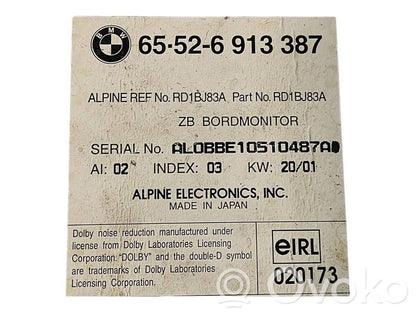 BMW
65-52-6 913 387
ALPINE REF No. RD1BJ83A Part No. RD1BJ83A
ZB BORDMONITOR
SERIAL No. AL0BBE10510487A0
AI: 02 INDEX: 03 KW: 20/01
ALPINE ELECTRONICS, INC.
MADE IN JAPAN
Dolby noise reduction manufactured under
license from Dolby Laboratories Licensing
Corporation. "DOLBY" and the double-D symbol
are trademarks of Dolby Laboratories
Licensing Corporation.
eIRL
020173
ovoko